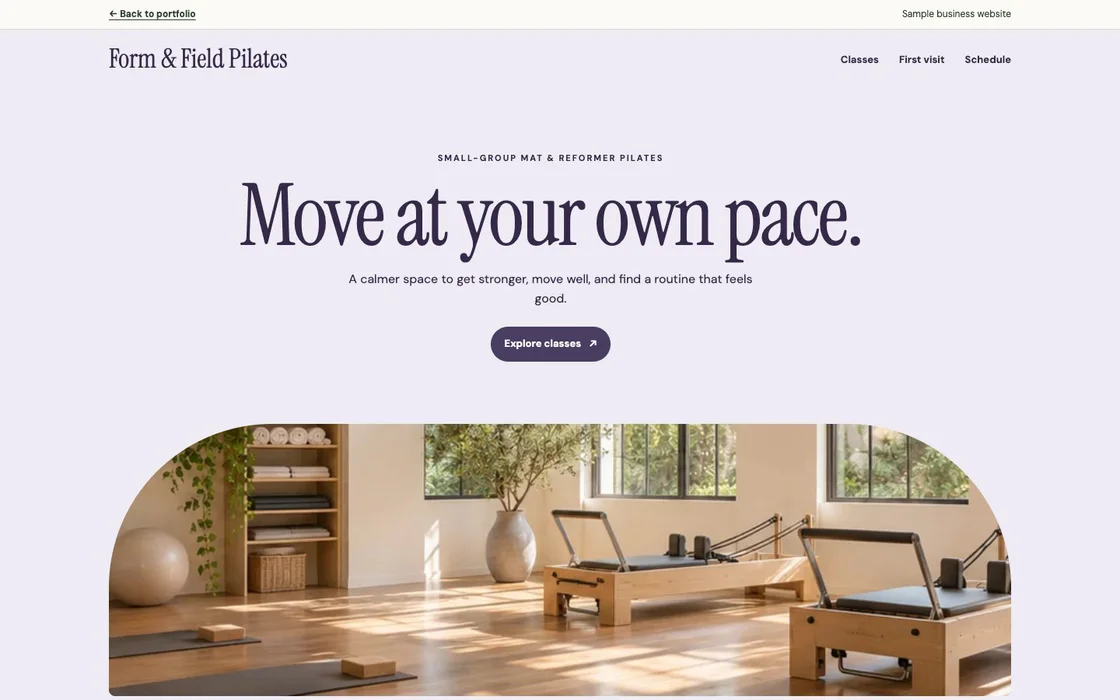 ← Back to portfolio
Sample business website
Form & Field Pilates
Classes
First visit
Schedule
SMALL-GROUP MAT & REFORMER PILATES
Move at your own pace.
A calmer space to get stronger, move well, and find a routine that feels
good.
Explore classes ↗